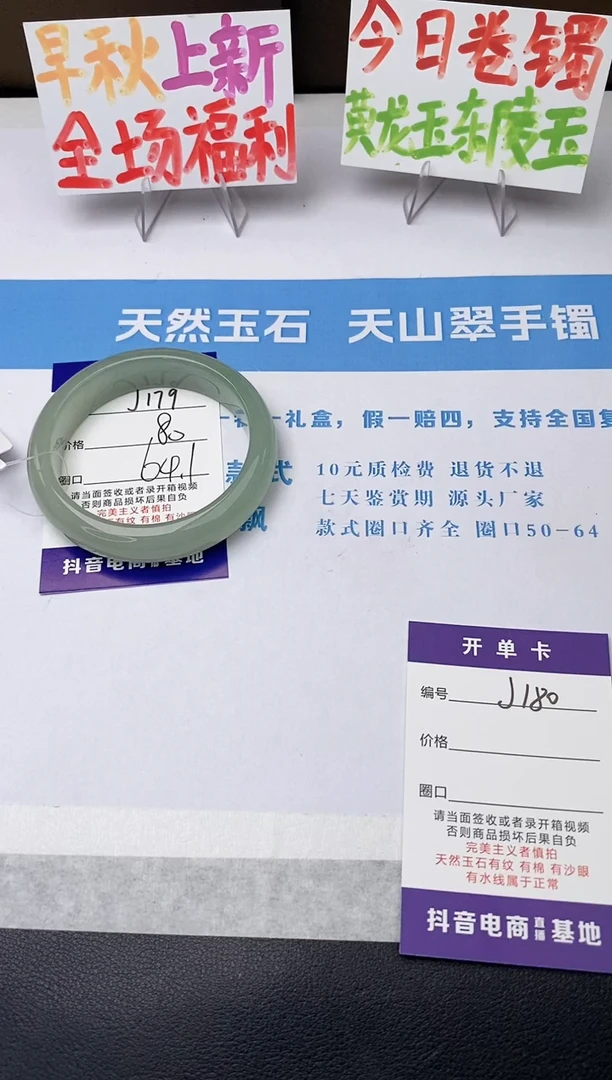 早秋上新
全场福利
今日卷镯
莫龙玉东陵玉
天然玉石 天山翠手镯
一礼盒，假一赔四，支持全国复
款式
10元质检费 退货不退
七天鉴赏期 源头厂家
款式圈口齐全 圈口50-64
飘
J179
价格 80
圈口 64.1
请当面签收或者录开箱视频
否则商品损坏后果自负
完美主义者慎拍
有纹 有棉 有沙
抖音电商 基地
开单卡
编号 J180
价格
圈口
请当面签收或者录开箱视频
否则商品损坏后果自负
完美主义者慎拍
天然玉石有纹 有棉 有沙眼
有水线属于正常
抖音电商直播基地